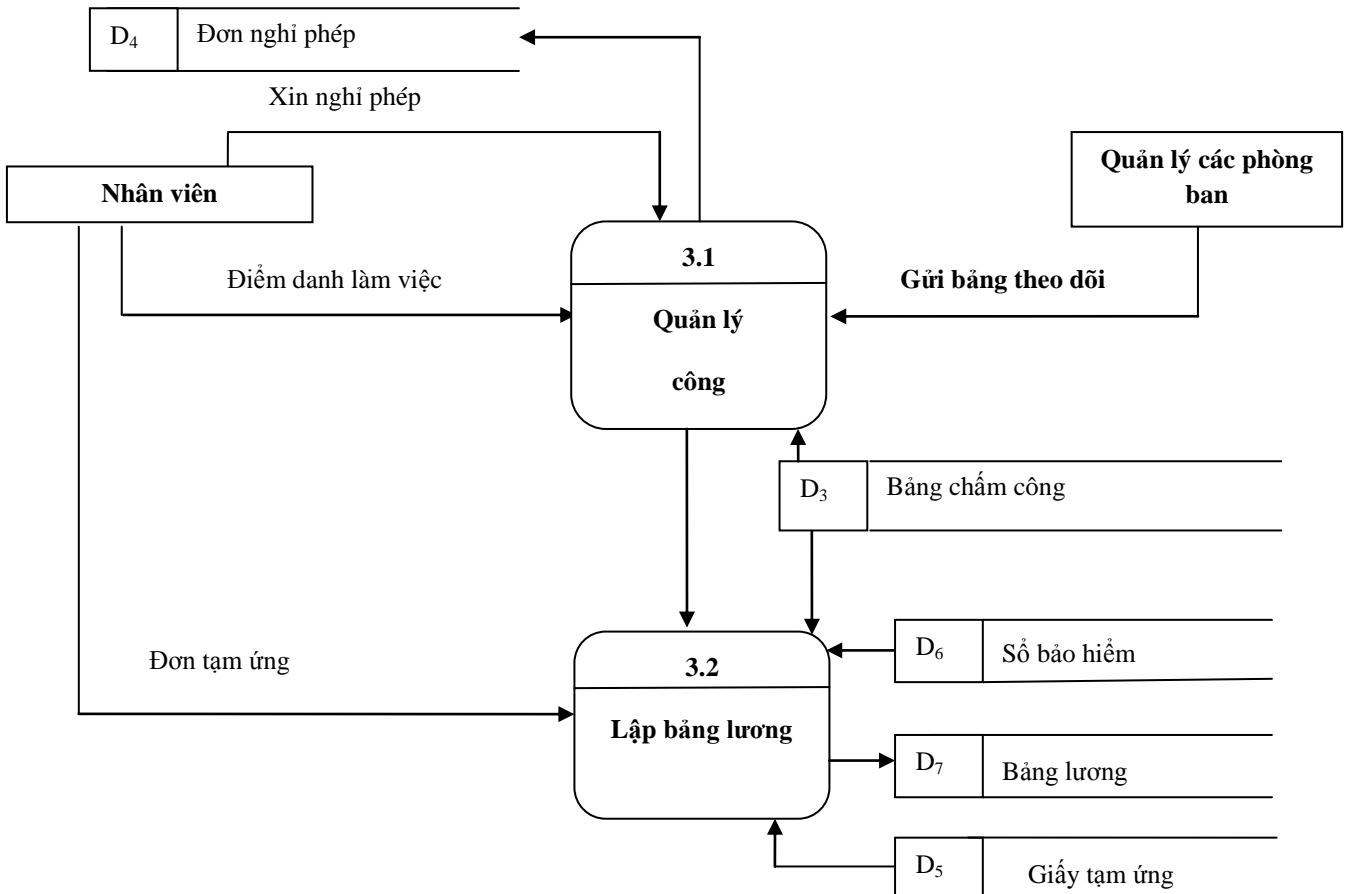 D4 Đơn nghỉ phép
Xin nghỉ phép
Nhân viên
Quản lý các phòng
ban
3.1
Điểm danh làm việc
Gửi bảng theo dõi
Quản lý
công
D3 Bảng chấm công
Đơn tạm ứng
3.2
D6 Sổ bảo hiểm
Lập bảng lương
D7 Bảng lương
D5 Giấy tạm ứng